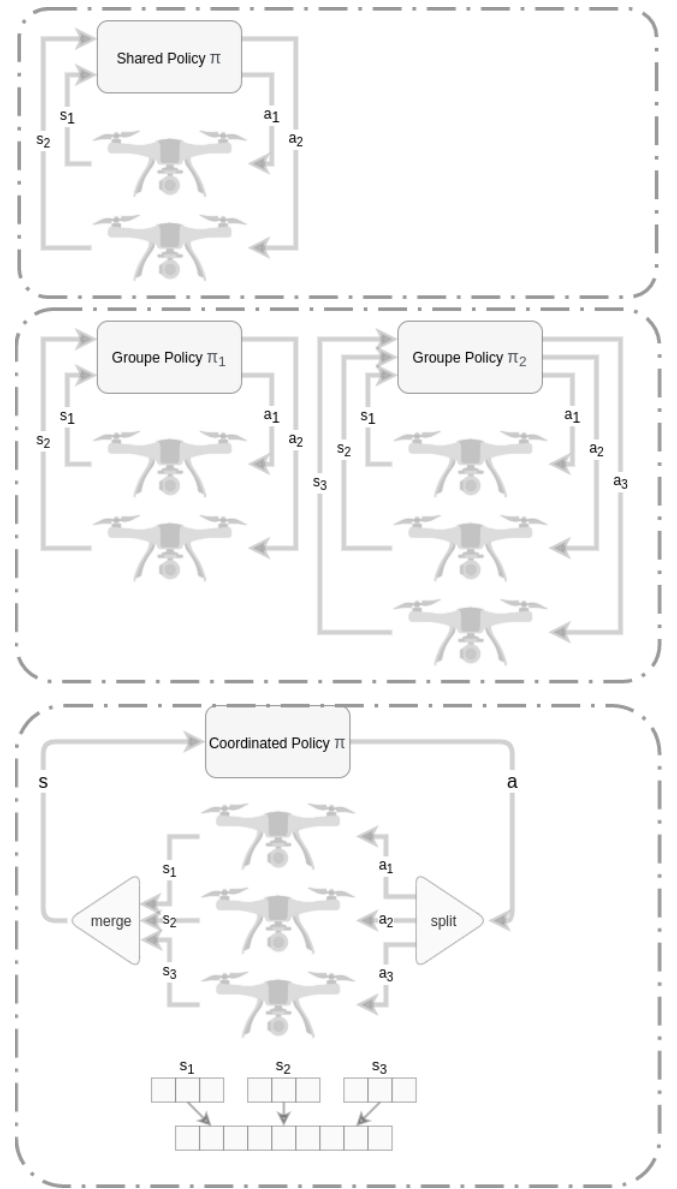 Shared Policy π
s1
a1
s2
a2
Groupe Policy π1
Groupe Policy π2
s1
a1
s1
a1
s2
a2
s2
a2
s3
a3
Coordinated Policy π
s
a
s1
a1
merge
s2
a2
split
s3
a3
s1
s2
s3